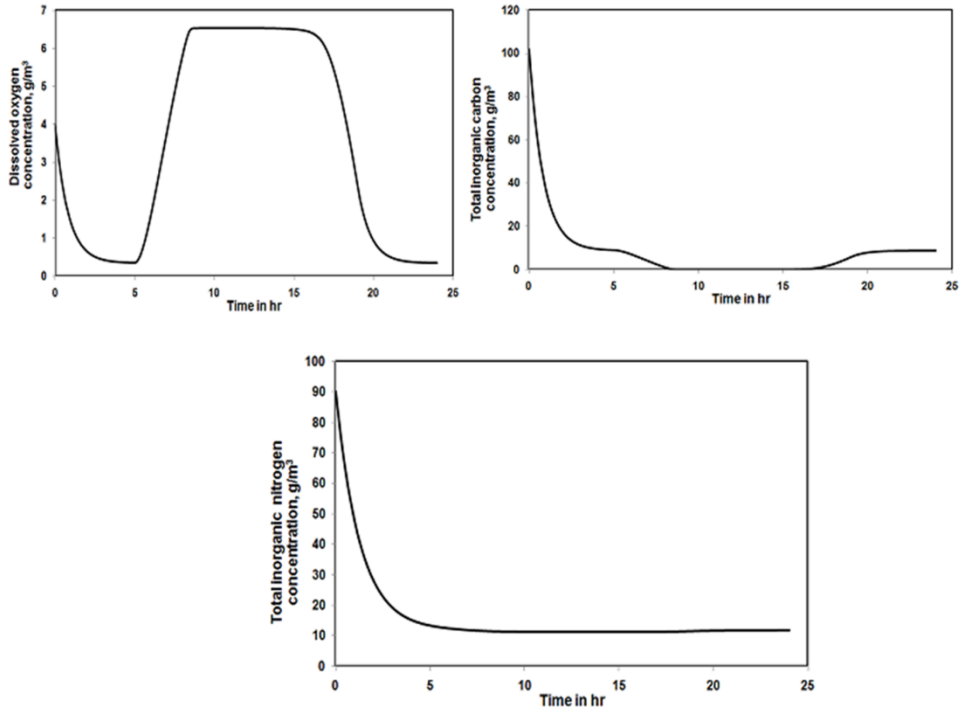 Dissolved oxygen
concentration, g/m³
7
6
5
4
3
2
1
0
0 5 10 15 20 25
Time in hr
Total inorganic carbon
concentration, g/m³
120
100
80
60
40
20
0
0 5 10 15 20 25
Time in hr
Total inorganic nitrogen
concentration, g/m³
100
90
80
70
60
50
40
30
20
10
0
0 5 10 15 20 25
Time in hr